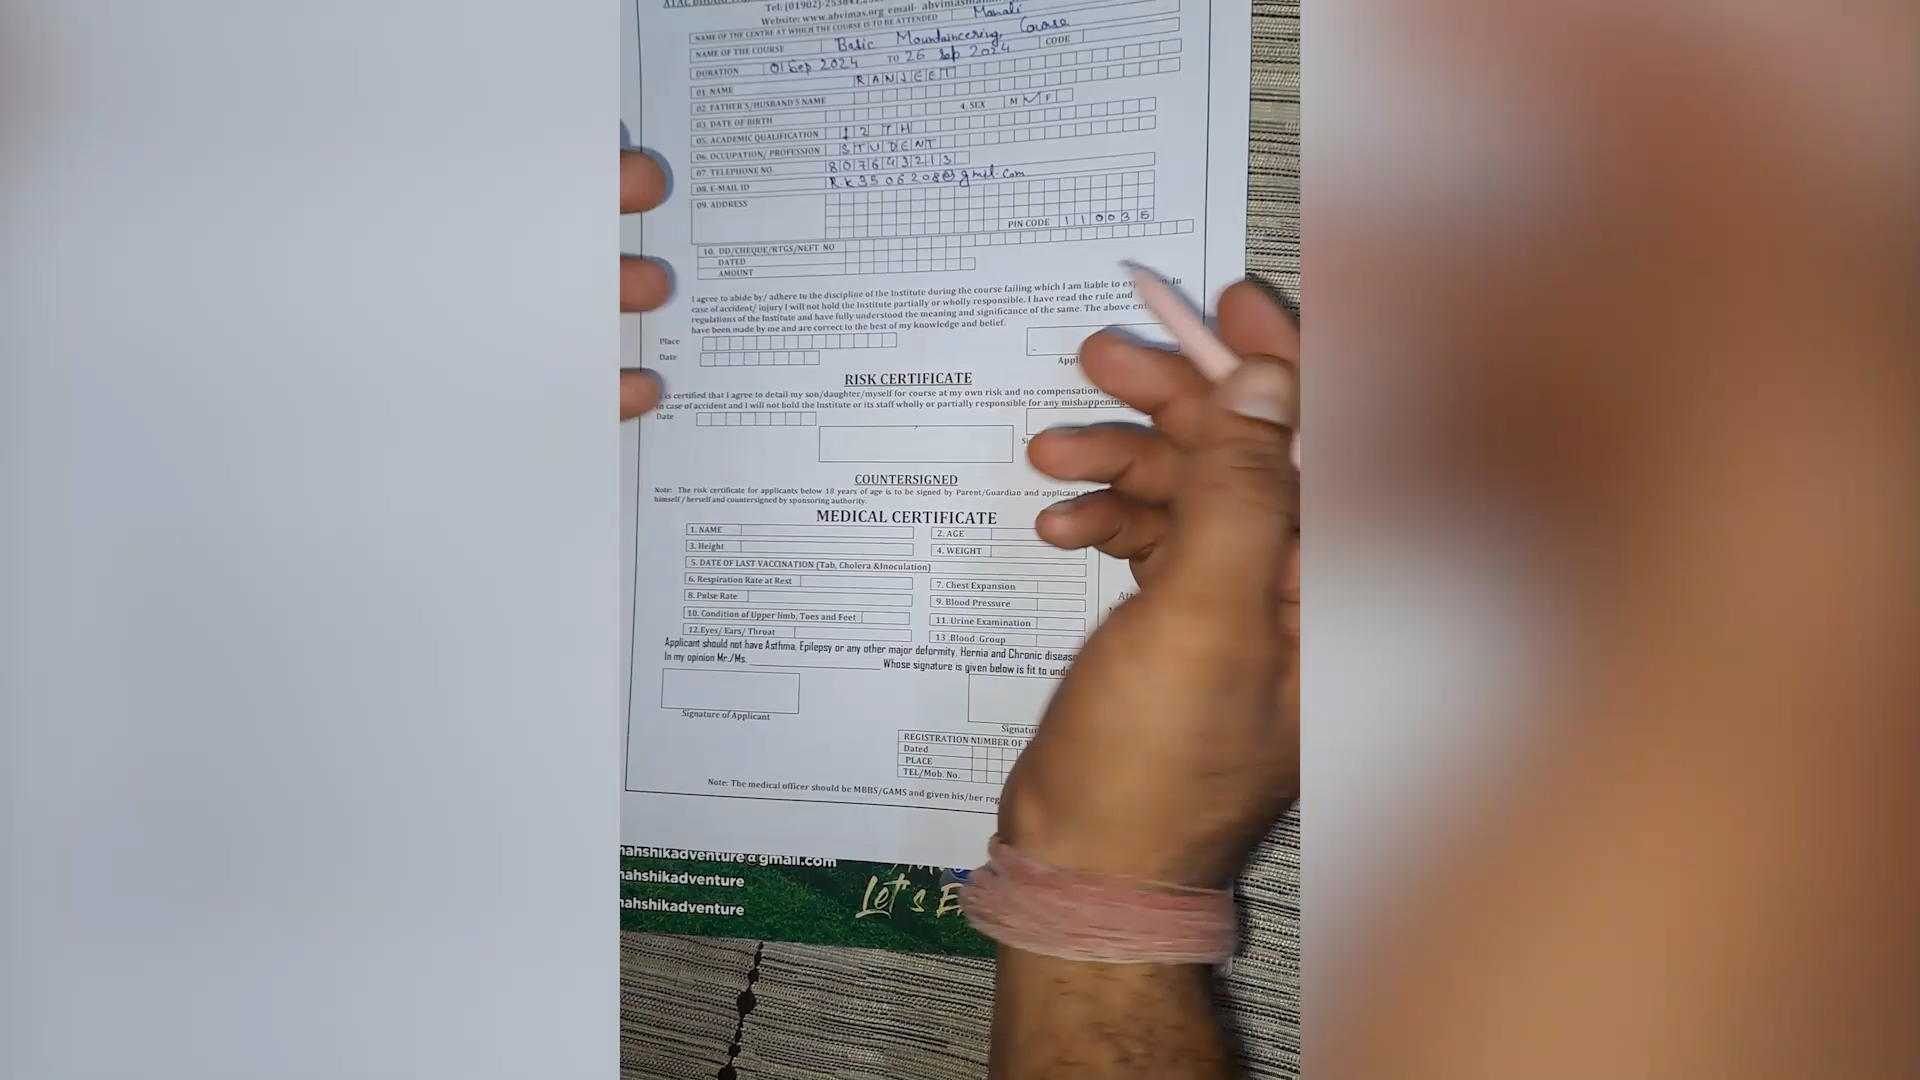 Tel: (01902)-25
Website: www.abvimas.org email- abvimas
NAME OF THE CENTRE AT WHICH THE COURSE IS TO BE ATTENDED Manali
NAME OF THE COURSE Basic Mountaineering Course
DURATION 01 Sep 2024 TO 26 Sep 2024 CODE
01. NAME RANJEET
02. FATHER'S/HUSBAND'S NAME
03. DATE OF BIRTH 4. SEX M F
05. ACADEMIC QUALIFICATION 12 TH
06. OCCUPATION/ PROFESSION STUDENT
07. TELEPHONE NO. 807643213
08. E-MAIL ID R.K3506208@gmil.com
09. ADDRESS
PIN CODE 110035
10. DD/CHEQUE/RTGS/NEFT NO
DATED
AMOUNT
I agree to abide by/ adhere to the discipline of the Institute during the course failing which I am liable to In
case of accident/ injury I will not hold the Institute partially or wholly responsible. I have read the rule and
regulations of the Institute and have fully understood the meaning and significance of the same. The above
have been made by me and are correct to the best of my knowledge and belief.
Place
Date
Appl
RISK CERTIFICATE
is certified that I agree to detail my son/daughter/myself for course at my own risk and no compensation
in case of accident and I will not hold the Institute or its staff wholly or partially responsible for any mishappening
Date
COUNTERSIGNED
Note: The risk certificate for applicants below 18 years of age is to be signed by Parent/Guardian and applicant
himself/herself and countersigned by sponsoring authority.
MEDICAL CERTIFICATE
1. NAME 2. AGE
3. Height 4. WEIGHT
5. DATE OF LAST VACCINATION (Tab, Cholera &Inoculation)
6. Respiration Rate at Rest 7. Chest Expansion
8. Pulse Rate 9. Blood Pressure
10. Condition of Upper limb, Toes and Feet 11. Urine Examination
12.Eyes/ Ears/ Throat 13 .Blood Group
Applicant should not have Asthma, Epilepsy or any other major deformity, Hernia and Chronic disease
In my opinion Mr./Ms. Whose signature is given below is fit to und
Signature of Applicant Signatur
REGISTRATION NUMBER OF
Dated
PLACE
TEL/Mob. No.
Note: The medical officer should be MBBS/GAMS and given his/her reg
nahshikadventure@gmail.com
nahshikadventure
nahshikadventure
Let's E